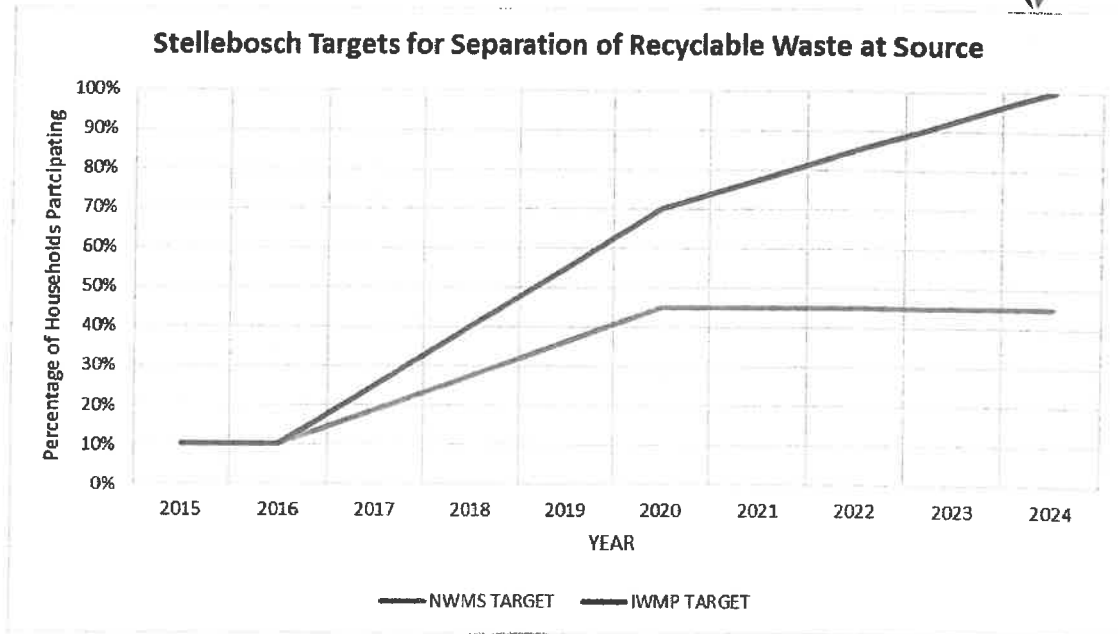 Stellebosch Targets for Separation of Recyclable Waste at Source
Percentage of Households Partcipating
100%
90%
80%
70%
60%
50%
40%
30%
20%
10%
0%
2015 2016 2017 2018 2019 2020 2021 2022 2023 2024
YEAR
NWMS TARGET IWMP TARGET